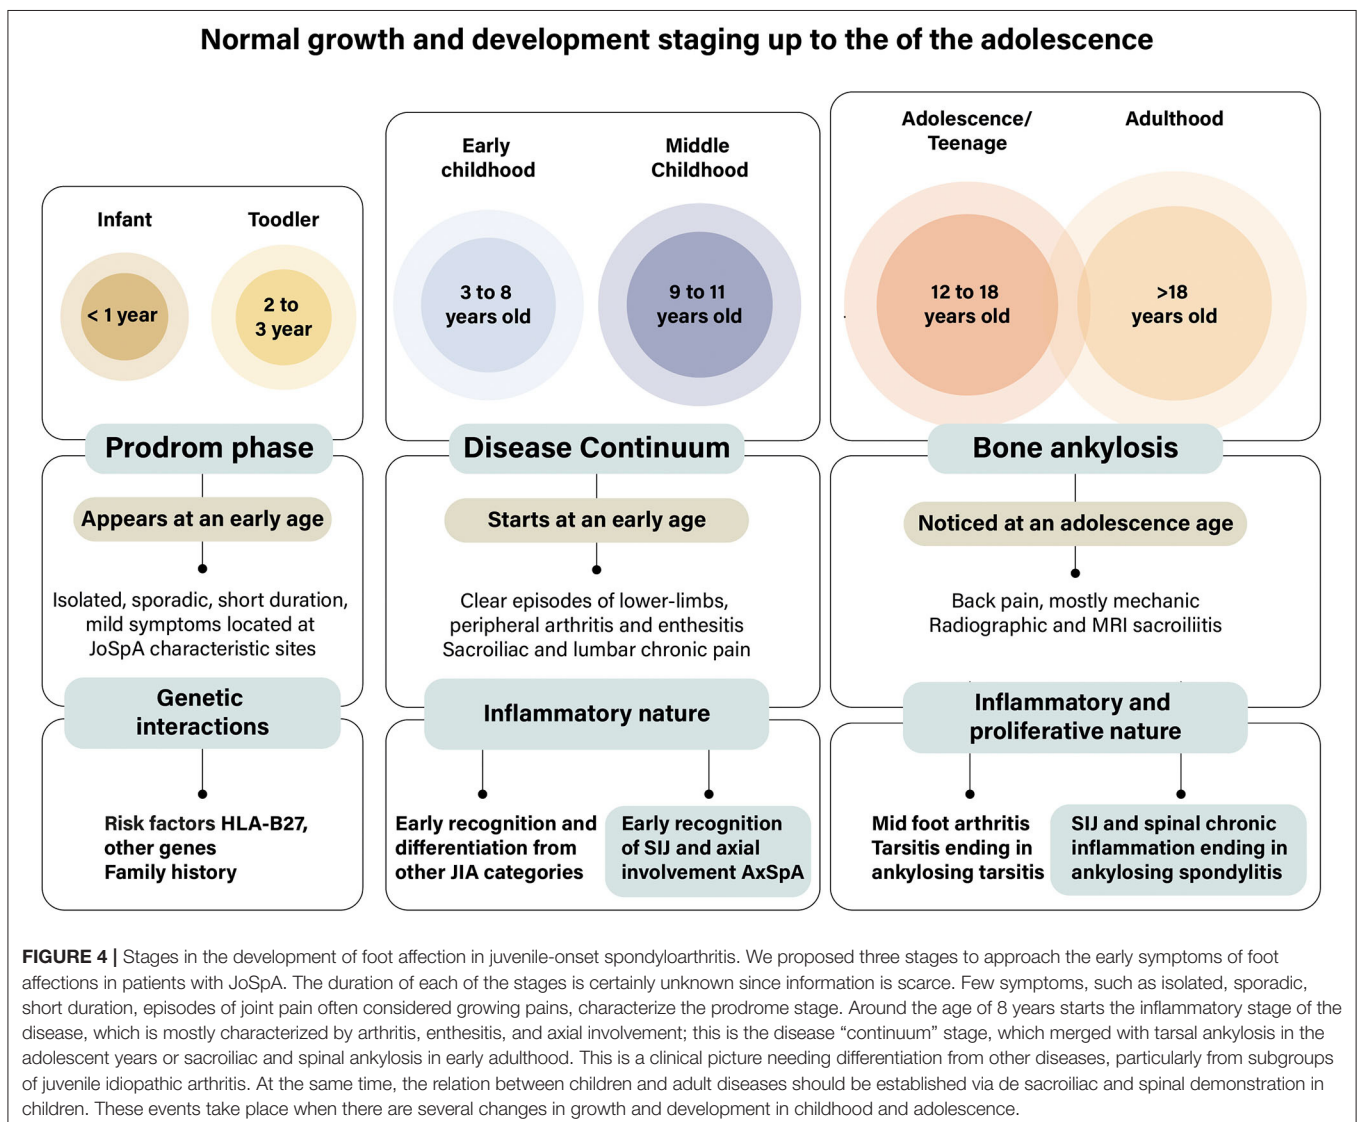 Normal growth and development staging up to the of the adolescence
Infant
Toodler
< 1 year
2 to
3 year
Early
childhood
Middle
Childhood
3 to 8
years old
9 to 11
years old
Adolescence/
Teenage
Adulthood
12 to 18
years old
>18
years old
Prodrom phase
Appears at an early age
Isolated, sporadic, short duration,
mild symptoms located at
JoSpA characteristic sites
Genetic
interactions
Risk factors HLA-B27,
other genes
Family history
Disease Continuum
Starts at an early age
Clear episodes of lower-limbs,
peripheral arthritis and enthesitis
Sacroiliac and lumbar chronic pain
Inflammatory nature
Early recognition and
differentiation from
other JIA categories
Early recognition
of SIJ and axial
involvement AxSpA
Bone ankylosis
Noticed at an adolescence age
Back pain, mostly mechanic
Radiographic and MRI sacroiliitis
Inflammatory and
proliferative nature
Mid foot arthritis
Tarsitis ending in
ankylosing tarsitis
SIJ and spinal chronic
inflammation ending in
ankylosing spondylitis
FIGURE 4 | Stages in the development of foot affection in juvenile-onset spondyloarthritis. We proposed three stages to approach the early symptoms of foot
affections in patients with JoSpA. The duration of each of the stages is certainly unknown since information is scarce. Few symptoms, such as isolated, sporadic,
short duration, episodes of joint pain often considered growing pains, characterize the prodrome stage. Around the age of 8 years starts the inflammatory stage of the
disease, which is mostly characterized by arthritis, enthesitis, and axial involvement; this is the disease “continuum” stage, which merged with tarsal ankylosis in the
adolescent years or sacroiliac and spinal ankylosis in early adulthood. This is a clinical picture needing differentiation from other diseases, particularly from subgroups
of juvenile idiopathic arthritis. At the same time, the relation between children and adult diseases should be established via de sacroiliac and spinal demonstration in
children. These events take place when there are several changes in growth and development in childhood and adolescence.